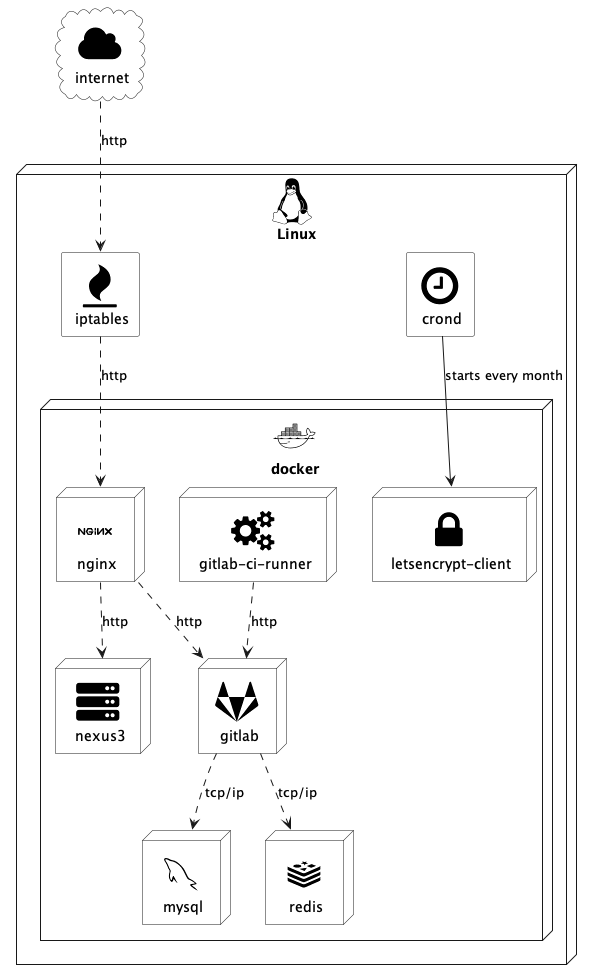 internet
http
Linux
iptables
crond
http
starts every month
docker
NGINX
nginx
gitlab-ci-runner
letsencrypt-client
http
http
http
nexus3
gitlab
tcp/ip
tcp/ip
mysql
redis